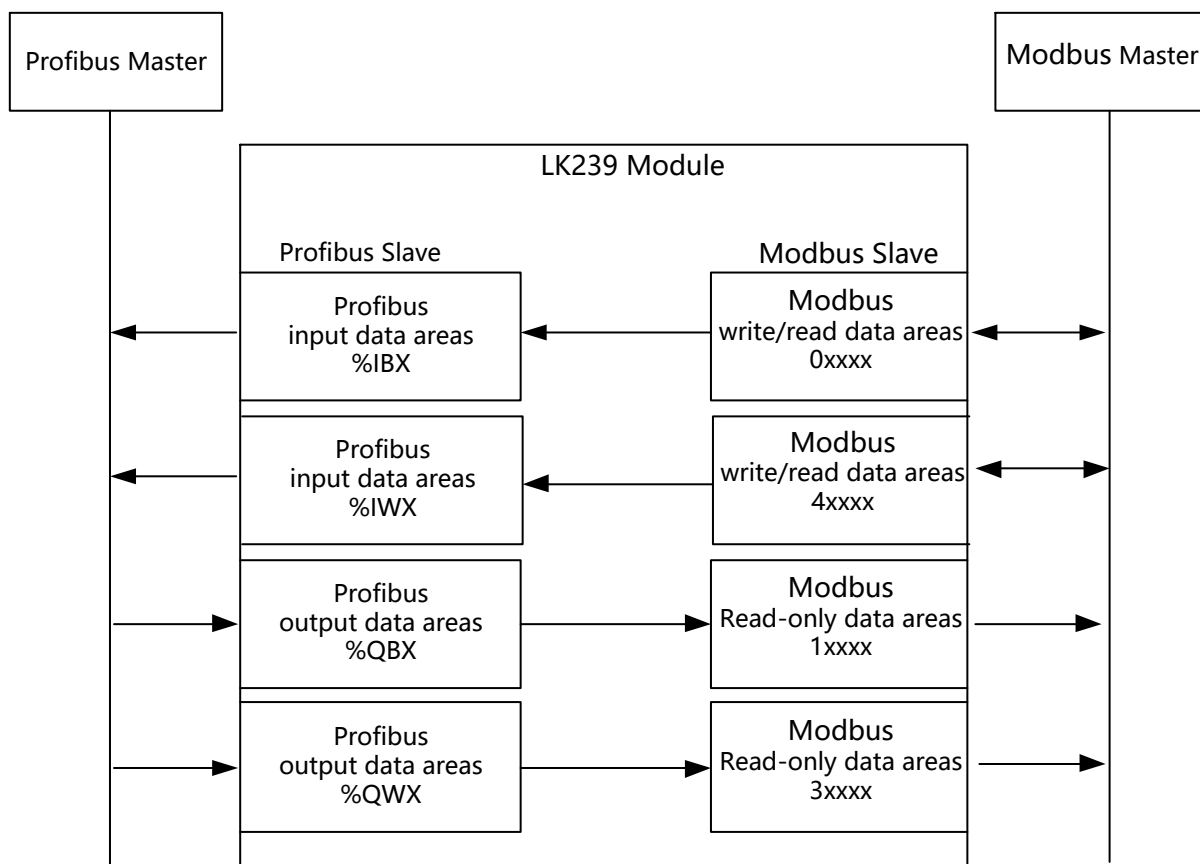 Profibus Master
Modbus Master
LK239 Module
Profibus Slave
Modbus Slave
Profibus
input data areas
%IBX
Modbus
write/read data areas
0xxxx
Profibus
input data areas
%IWX
Modbus
write/read data areas
4xxxx
Profibus
output data areas
%QBX
Modbus
Read-only data areas
1xxxx
Profibus
output data areas
%QWX
Modbus
Read-only data areas
3xxxx